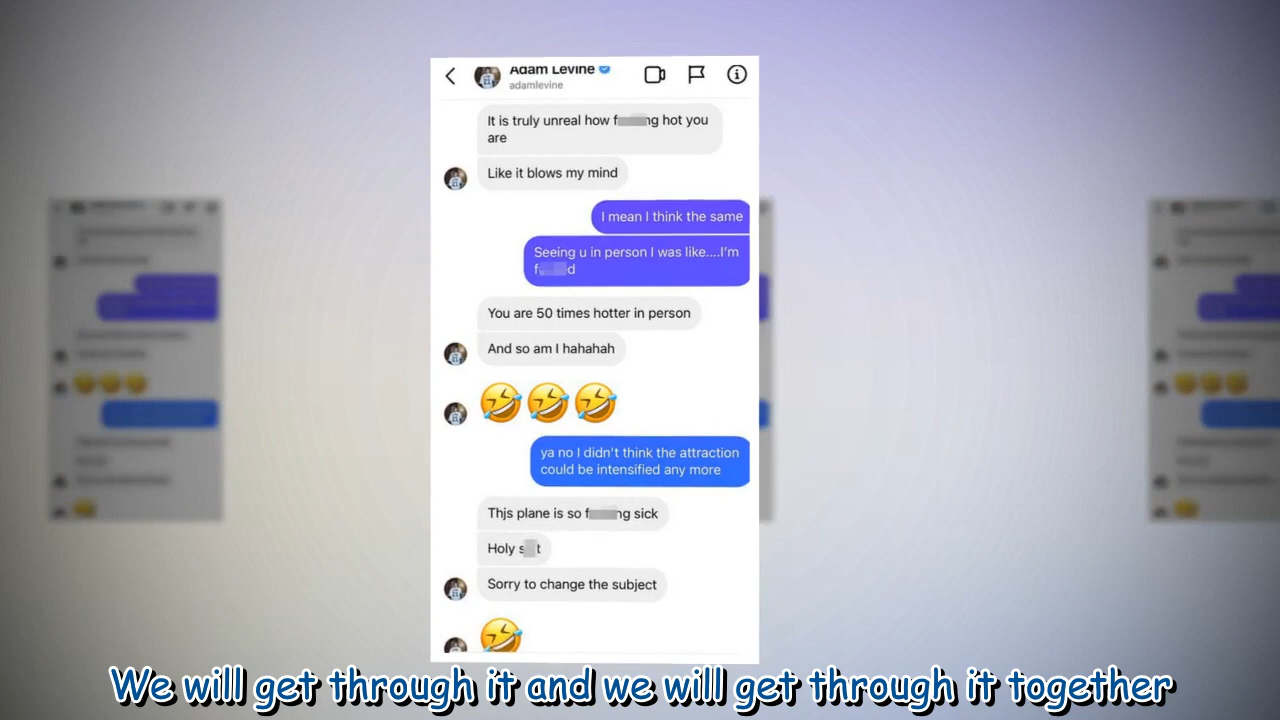 Adam Levine
adamlevine
It is truly unreal how f ng hot you
are
Like it blows my mind
I mean I think the same
Seeing u in person I was like....I'm
f d
You are 50 times hotter in person
And so am I hahahah
ya no I didn't think the attraction
could be intensified any more
Thjs plane is so f ng sick
Holy s t
Sorry to change the subject
We will get through it and we will get through it together